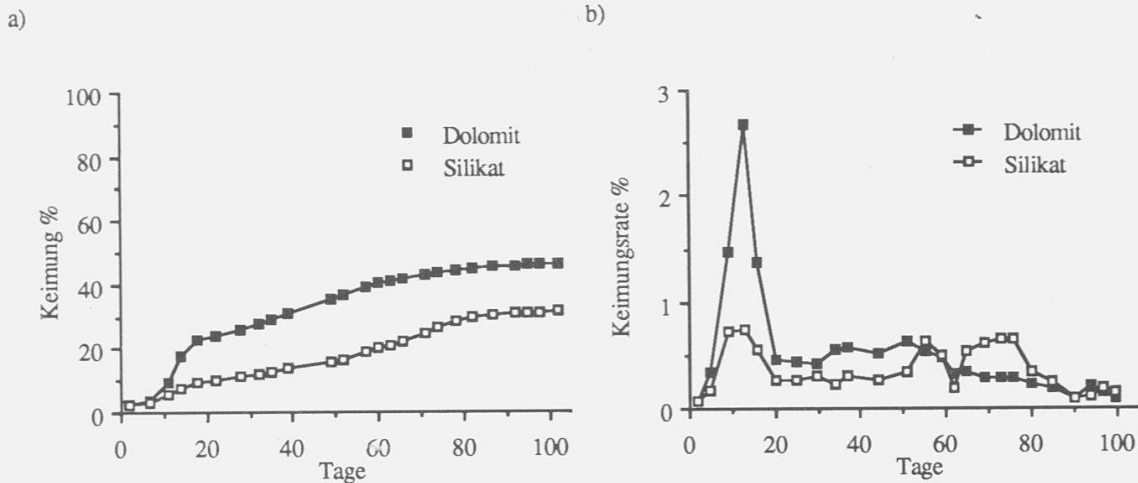 a)
Keimung %
100
80
60
40
20
0
Dolomit
Silikat
0 20 40 60 80 100
Tage
b)
Keimungsrate %
3
2
1
0
Dolomit
Silikat
0 20 40 60 80 100
Tage